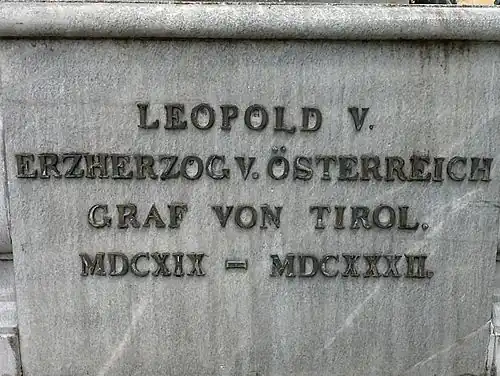 LEOPOLD V.
ERZHERZOG V. ÖSTERREICH
GRAF VON TIROL.
MDCXIX – MDCXXXII.